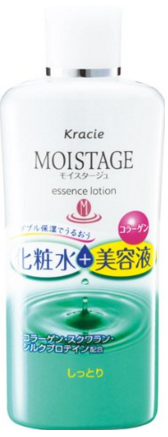 Kracie
MOISTAGE
モイスタージュ
essence lotion
M
コラーゲン
ダブル保湿でうるおう
化粧水+美容液
コラーゲン・スクワラン・
シルクプロテイン配合
しっとり